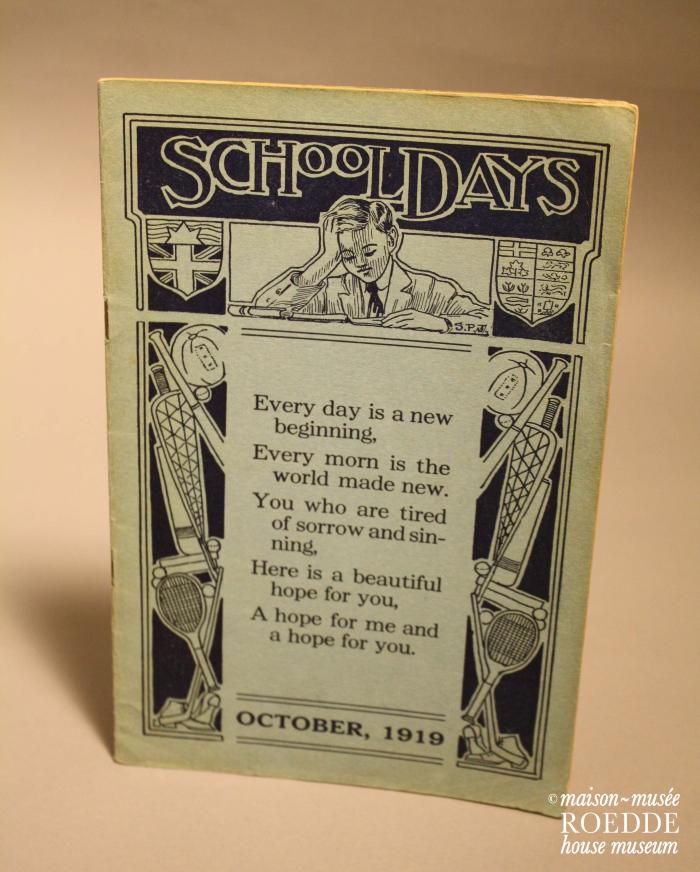 SCHOOL DAYS
S.P.J.
Every day is a new
beginning,
Every morn is the
world made new.
You who are tired
of sorrow and sin-
ning,
Here is a beautiful
hope for you,
A hope for me and
a hope for you.
OCTOBER, 1919
© maison~musée
ROEDDE
house museum